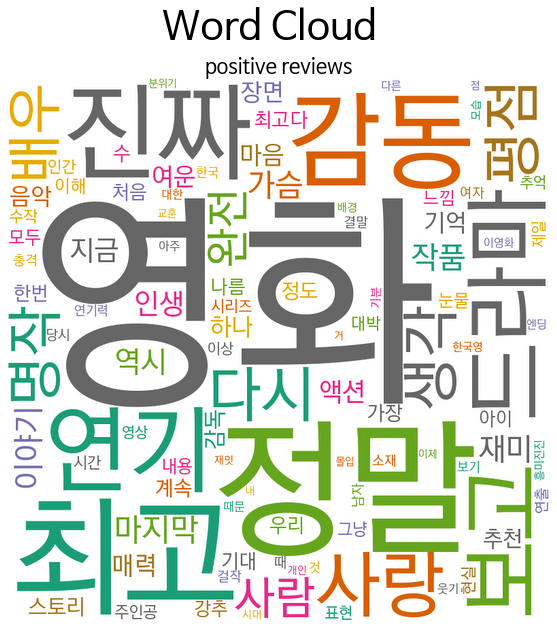 Word Cloud
positive reviews
분위기
다른
점
배우
진짜
장면
감동
평점
모습
최고다
수
마음
인간
여운
한국
이해
처음
대한
가슴
느낌
여자
추억
음악
수작
교훈
완전
배경
결말
기억
제일
모두
지금
아주
영화
작품
이영화
드라마
충격
한번
연기력
인생
나름
시리즈
정도
기분
눈물
하나
대박
생각
엔딩
명작
당시
역시
이상
거
한국영
다시
액션
가장
아이
이야기
연기
영상
감독
시간
내용
재밋
몰입
소재
이제
보기
재미
흥미진진
계속
정말
남자
보고
연출
최고
마지막
때문
내
우리
그냥
추천
매력
기대
걸작
때
개인
것
사람
사랑
웃기
현실
스토리
주인공
강추
시대
표현